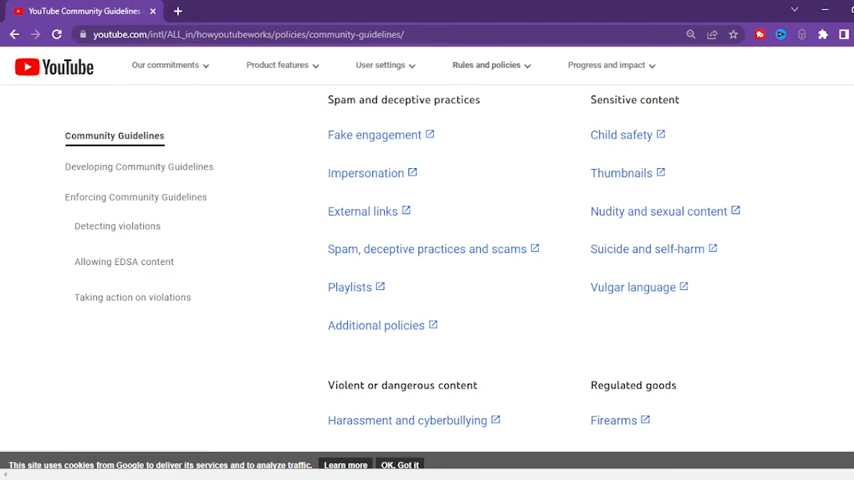 YouTube Community Guidelines
youtube.com/intl/ALL_in/howyoutubeworks/policies/community-guidelines/
YouTube
Our commitments
Product features
User settings
Rules and policies
Progress and impact
Community Guidelines
Developing Community Guidelines
Enforcing Community Guidelines
Detecting violations
Allowing EDSA content
Taking action on violations
Spam and deceptive practices
Fake engagement
Impersonation
External links
Spam, deceptive practices and scams
Playlists
Additional policies
Sensitive content
Child safety
Thumbnails
Nudity and sexual content
Suicide and self-harm
Vulgar language
Violent or dangerous content
Harassment and cyberbullying
Regulated goods
Firearms
This site uses cookies from Google to deliver its services and to analyze traffic. Learn more OK, Got it